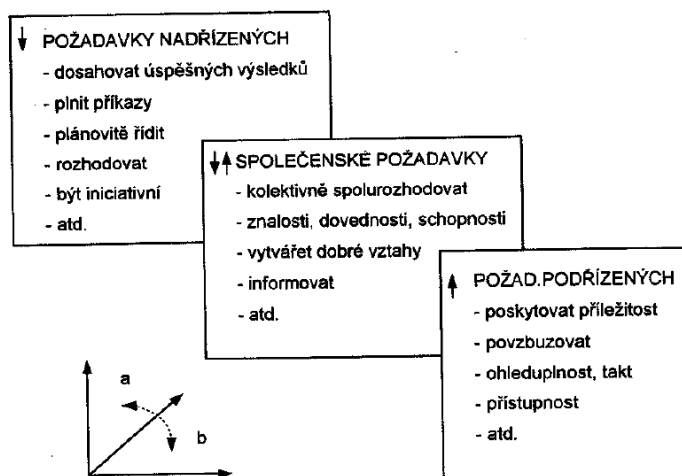 POŽADAVKY NADŘÍZENÝCH
- dosahovat úspěšných výsledků
- plnit příkazy
- plánovitě řídit
- rozhodovat
- být iniciativní
- atd.
SPOLEČENSKÉ POŽADAVKY
- kolektivně spolurozhodovat
- znalosti, dovednosti, schopnosti
- vytvářet dobré vztahy
- informovat
- atd.
POŽAD.PODŘÍZENÝCH
- poskytovat příležitost
- povzbuzovat
- ohleduplnost, takt
- přístupnost
- atd.
a
b